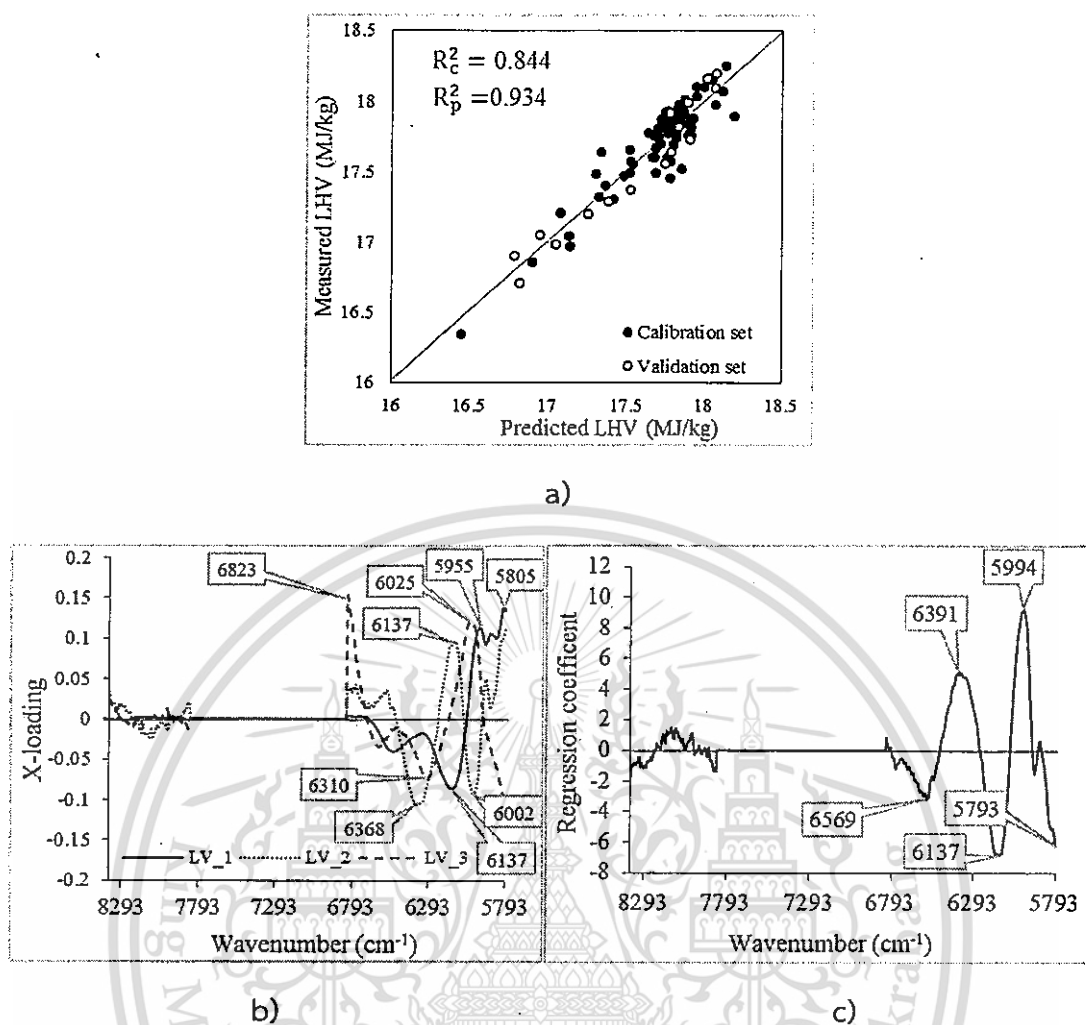 18.5
R²c = 0.844
R²p =0.934
18
17.5
17
16.5
16
Measured LHV (MJ/kg)
● Calibration set
○ Validation set
16 16.5 17 17.5 18 18.5
Predicted LHV (MJ/kg)
a)
0.2
0.15
0.1
0.05
0
-0.05
-0.1
-0.15
-0.2
X-loading
6823
6025
5955
5805
6137
6310
6368
6002
6137
LV_1 LV_2 LV_3
8293 7793 7293 6793 6293 5793
Wavenumber (cm⁻¹)
b)
12
10
8
6
4
2
0
-2
-4
-6
-8
Regression coefficent
5994
6391
6569
5793
6137
8293 7793 7293 6793 6293 5793
Wavenumber (cm⁻¹)
c)